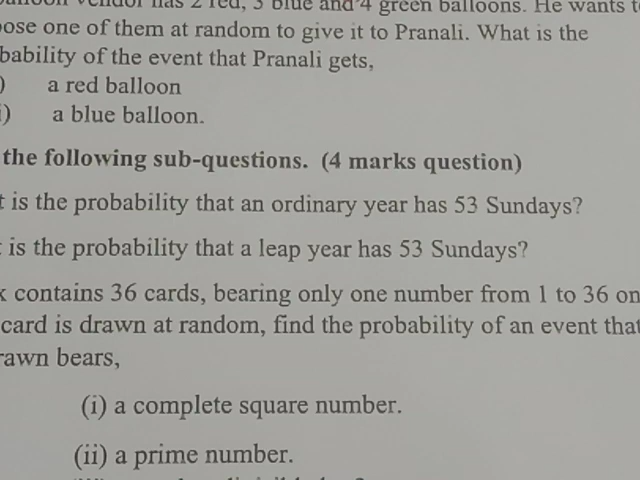 balloon vendor has 2 red, 3 blue and 4 green balloons. He wants t
ose one of them at random to give it to Pranali. What is the
bability of the event that Pranali gets,
) a red balloon
i) a blue balloon.
the following sub-questions. (4 marks question)
t is the probability that an ordinary year has 53 Sundays?
t is the probability that a leap year has 53 Sundays?
x contains 36 cards, bearing only one number from 1 to 36 on
card is drawn at random, find the probability of an event that
rawn bears,
(i) a complete square number.
(ii) a prime number.